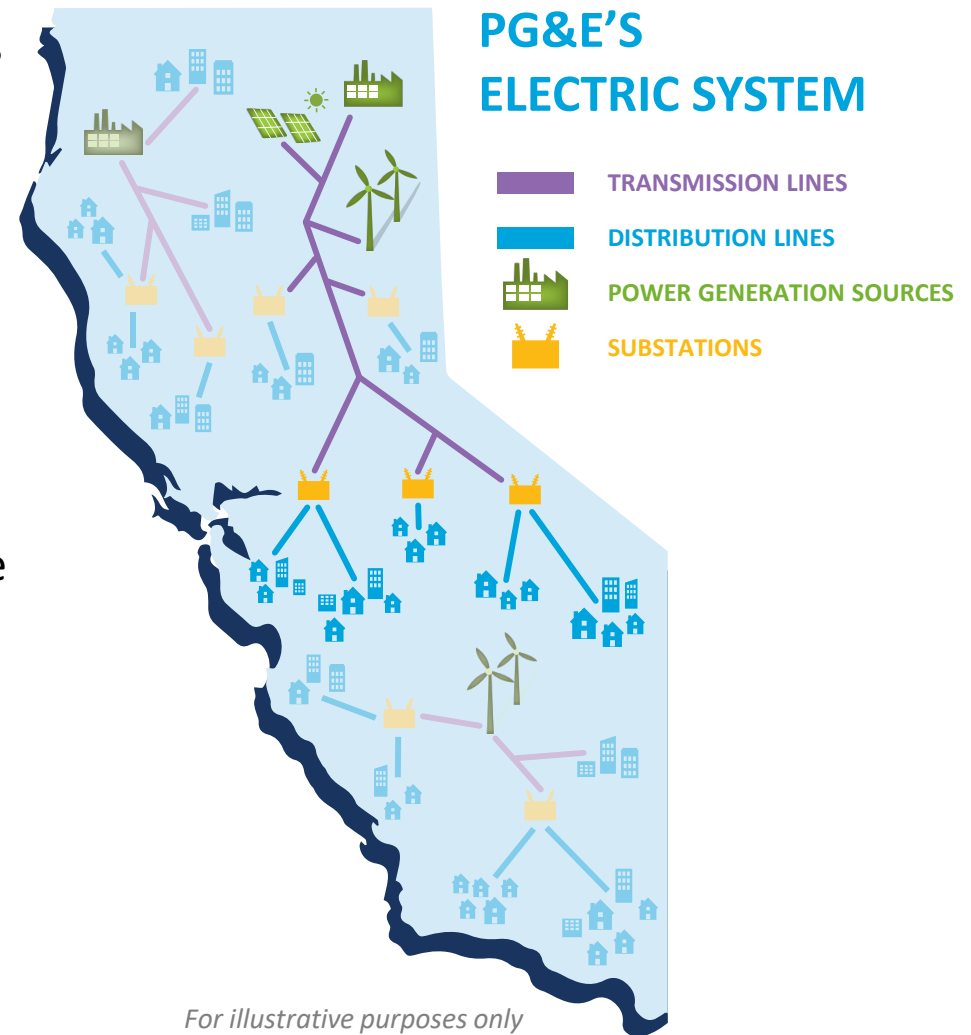 PG&E'S
ELECTRIC SYSTEM
TRANSMISSION LINES
DISTRIBUTION LINES
POWER GENERATION SOURCES
SUBSTATIONS
e
For illustrative purposes only